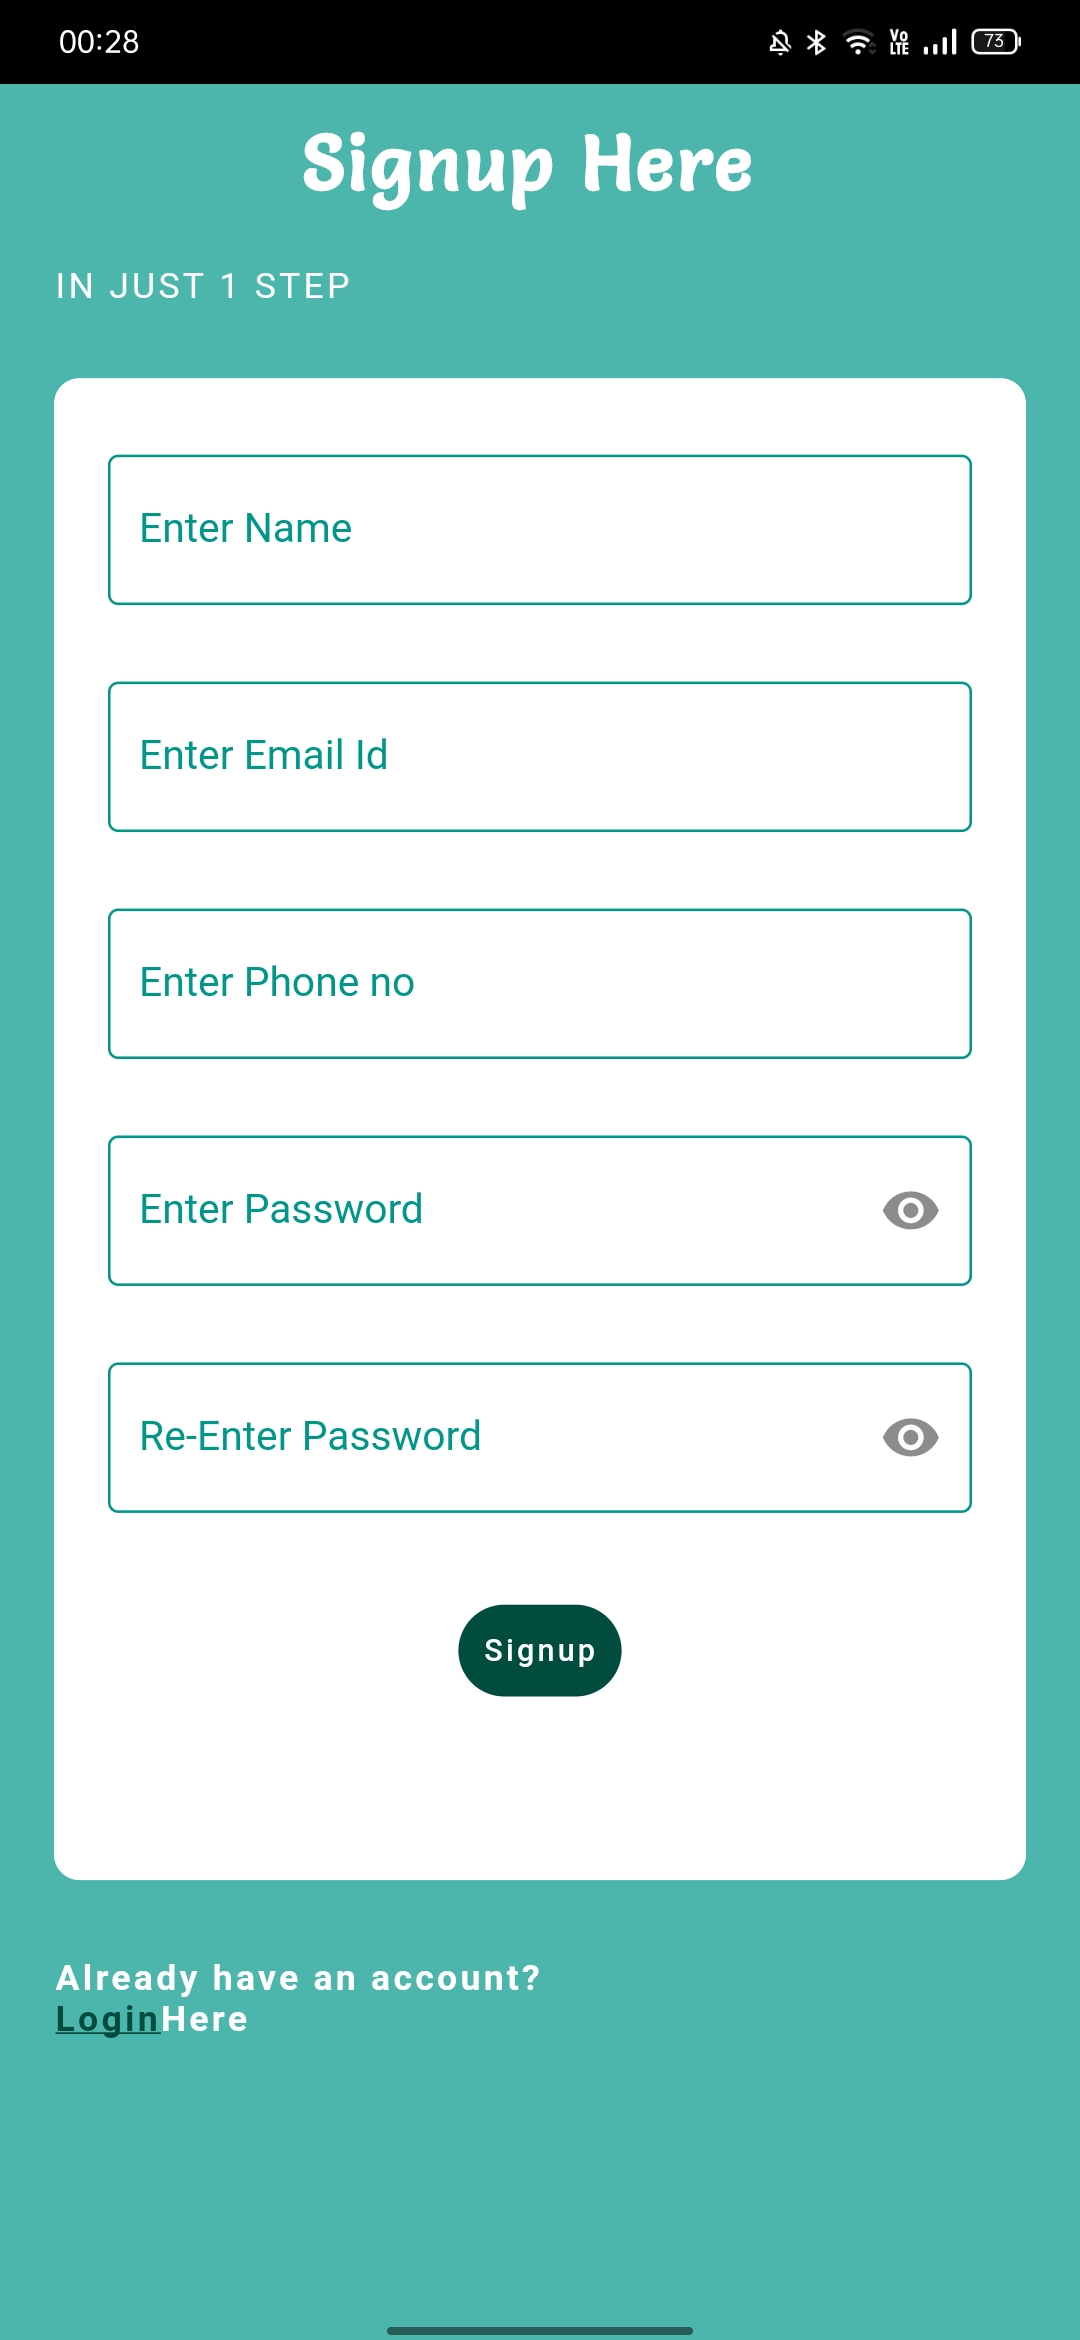 00:28
Vo
LTE
73
Signup Here
IN JUST 1 STEP
Enter Name
Enter Email Id
Enter Phone no
Enter Password
Re-Enter Password
Signup
Already have an account?
LoginHere